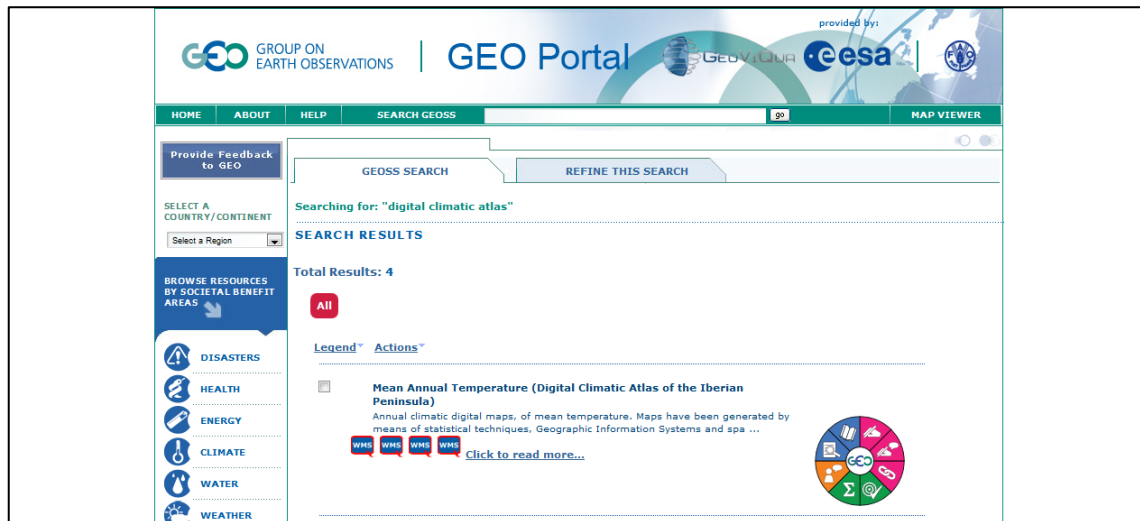 provided by:
GEO GROUP ON
EARTH OBSERVATIONS
GEO Portal
GEOVIQUA
esa
HOME ABOUT HELP SEARCH GEOSS go MAP VIEWER
Provide Feedback
to GEO
GEOSS SEARCH REFINE THIS SEARCH
SELECT A
COUNTRY/CONTINENT
Select a Region
Searching for: "digital climatic atlas"
SEARCH RESULTS
Total Results: 4
BROWSE RESOURCES
BY SOCIETAL BENEFIT
AREAS
All
Legend Actions
DISASTERS
HEALTH
ENERGY
CLIMATE
WATER
WEATHER
Mean Annual Temperature (Digital Climatic Atlas of the Iberian
Peninsula)
Annual climatic digital maps, of mean temperature. Maps have been generated by
means of statistical techniques, Geographic Information Systems and spa ...
WMS WMS WMS WMS Click to read more...
GEO
Σ